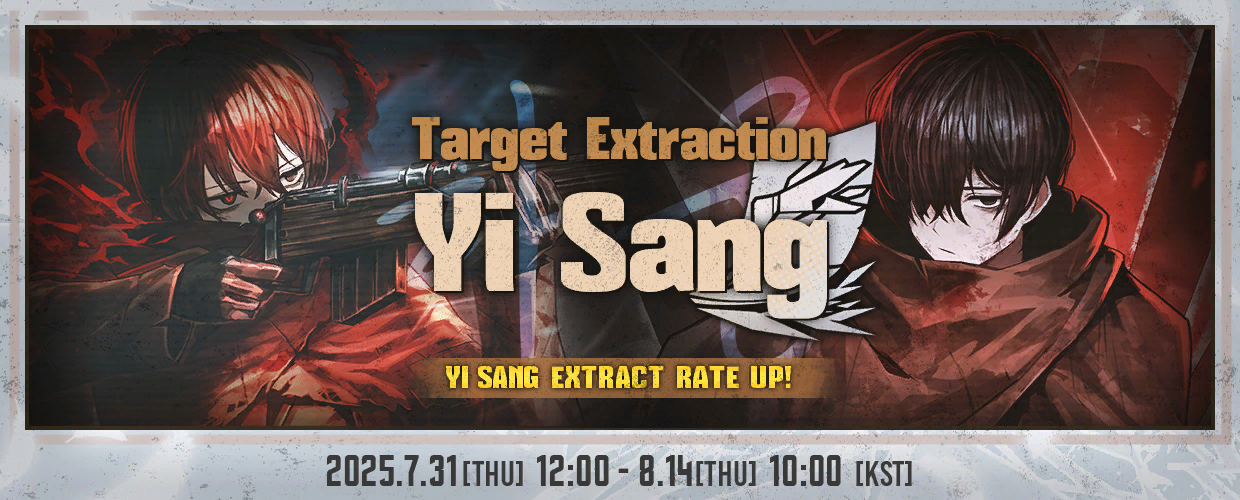 Target Extraction
Yi Sang
YI SANG EXTRACT RATE UP!
2025.7.31[THU] 12:00 - 8.14[THU] 10:00 [KST]